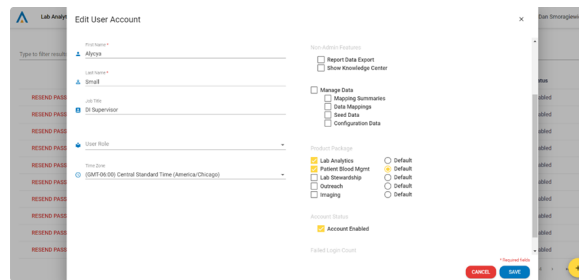 Lab Analyt
Edit User Account
×
Dan Smoragiewi
Type to filter results
First Name *
Alycya
Last Name *
Small
Job Title
DI Supervisor
User Role
Time Zone
(GMT-06:00) Central Standard Time (America/Chicago)
Non-Admin Features
Report Data Export
Show Knowledge Center
Manage Data
Mapping Summaries
Data Mappings
Seed Data
Configuration Data
Product Package
Lab Analytics Default
Patient Blood Mgmt Default
Lab Stewardship Default
Outreach Default
Imaging Default
Account Status
Account Enabled
Failed Login Count
* Required fields
CANCEL SAVE
RESEND PASS
RESEND PASS
RESEND PASS
RESEND PASS
RESEND PASS
RESEND PASS
RESEND PASS
RESEND PASS
atus
abled
abled
abled
abled
abled
abled
abled
abled